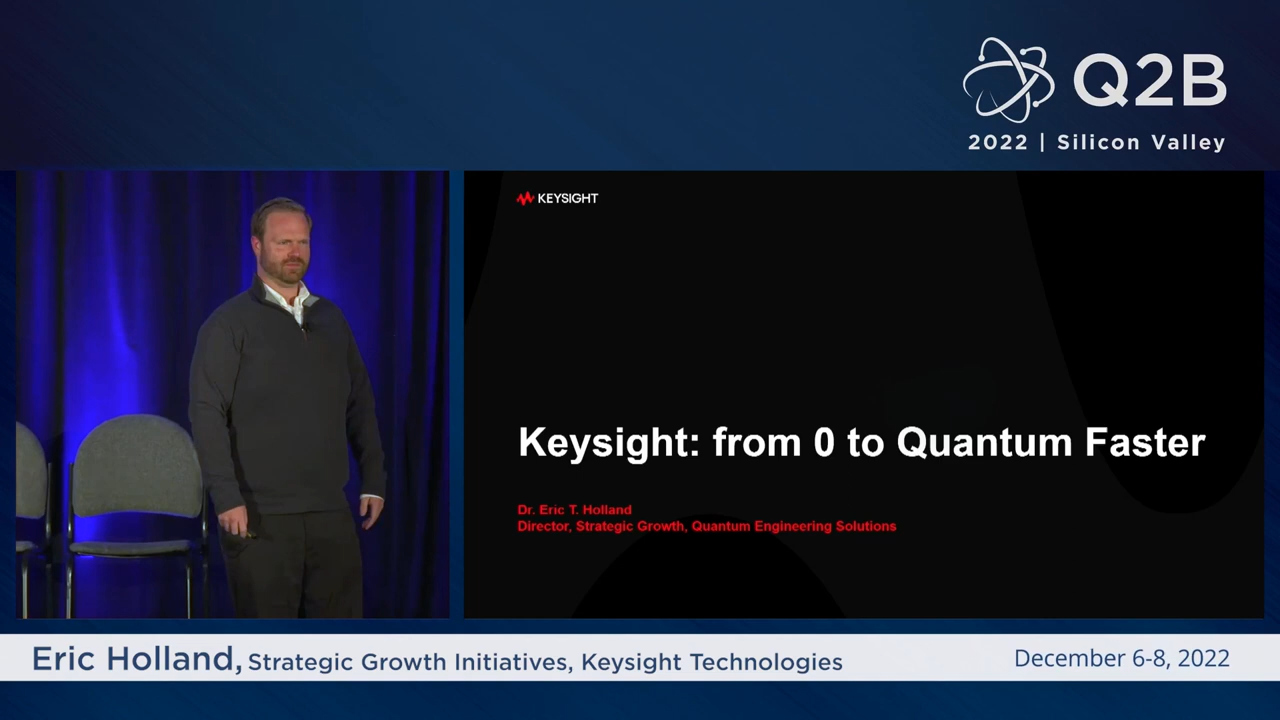 Q2B
2022 | Silicon Valley
KEYSIGHT
Keysight: from 0 to Quantum Faster
Dr. Eric T. Holland
Director, Strategic Growth, Quantum Engineering Solutions
Eric Holland, Strategic Growth Initiatives, Keysight Technologies
December 6-8, 2022